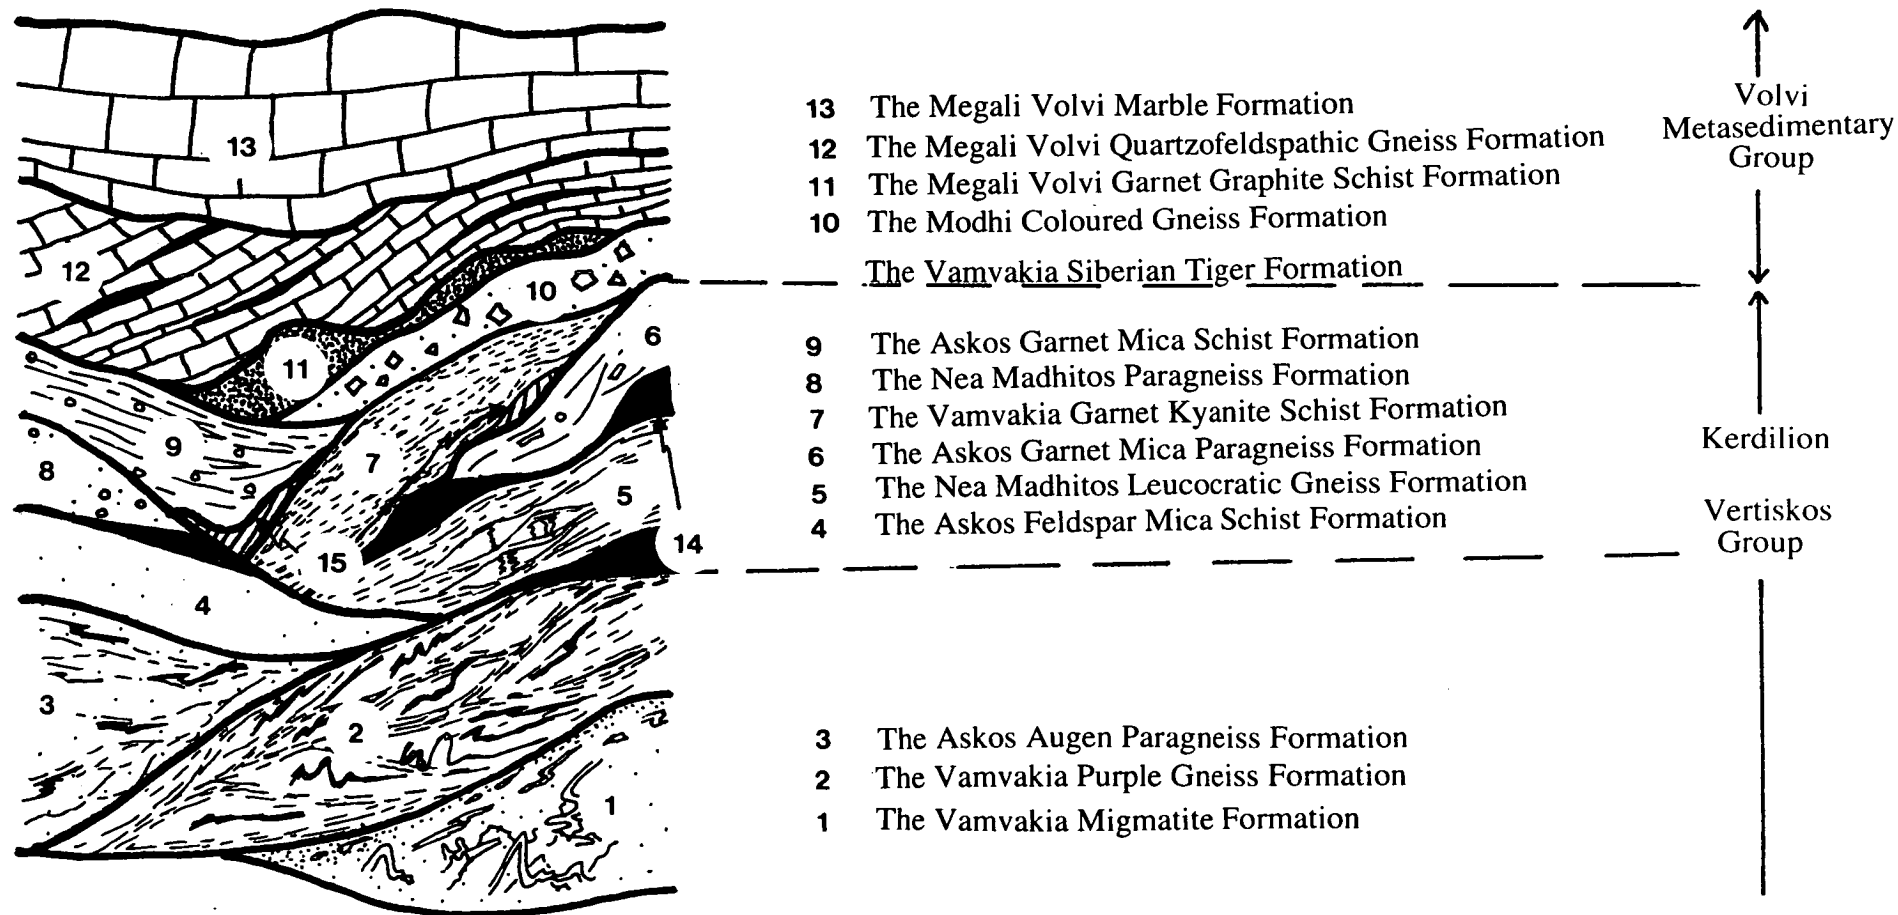 13 The Megali Volvi Marble Formation
12 The Megali Volvi Quartzofeldspathic Gneiss Formation
11 The Megali Volvi Garnet Graphite Schist Formation
10 The Modhi Coloured Gneiss Formation
The Vamvakia Siberian Tiger Formation
Volvi
Metasedimentary
Group
9 The Askos Garnet Mica Schist Formation
8 The Nea Madhitos Paragneiss Formation
7 The Vamvakia Garnet Kyanite Schist Formation
6 The Askos Garnet Mica Paragneiss Formation
5 The Nea Madhitos Leucocratic Gneiss Formation
4 The Askos Feldspar Mica Schist Formation
Kerdilion
Vertiskos
Group
3 The Askos Augen Paragneiss Formation
2 The Vamvakia Purple Gneiss Formation
1 The Vamvakia Migmatite Formation
13
12
10
11
6
9
7
8
5
15
14
4
3
2
1